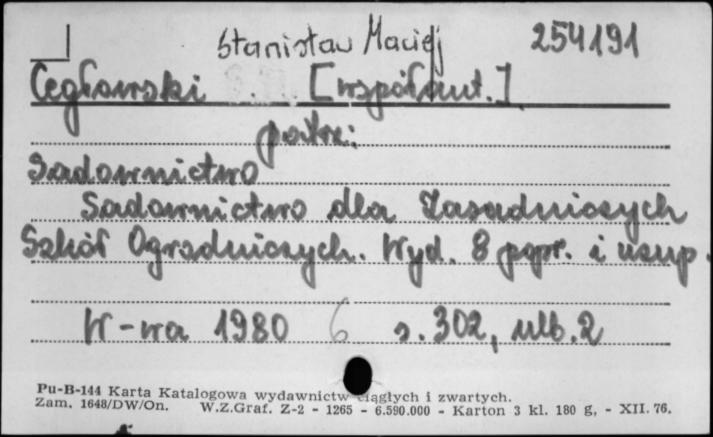 Stanisław Maciej 254191
Cegłowski [współaut.]
patrz:
Sadownictwo
Sadownictwo dla Zasadniczych
Szkół Ogrodniczych. Wyd. 8 popr. i uzup.
W-wa 1980 6 s. 302, nlb. 2
Pu-B-144 Karta Katalogowa wydawnictw ciągłych i zwartych.
Zam. 1648/DW/On. W.Z.Graf. Z-2 - 1265 - 6.590.000 - Karton 3 kl. 180 g, - XII. 76.